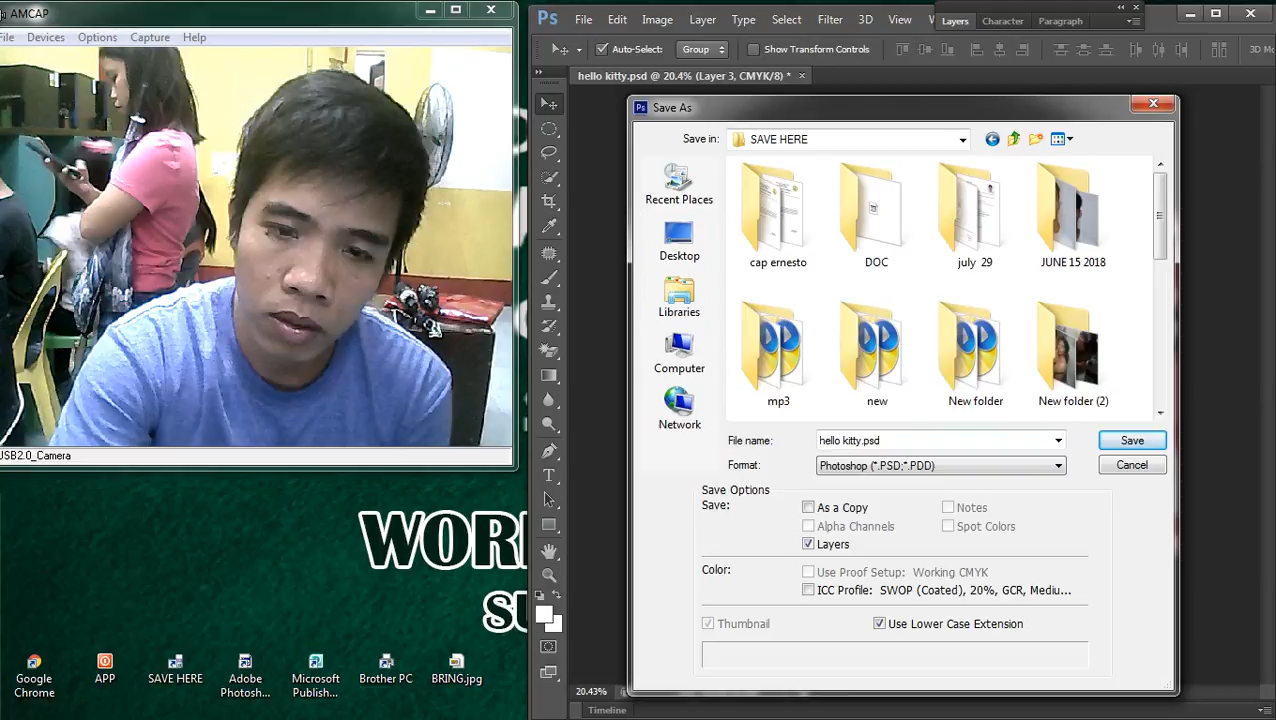 AMCAP
File Devices Options Capture Help
USB2.0_Camera
Ps File Edit Image Layer Type Select Filter 3D View
Layers Character Paragraph
Auto-Select: Group Show Transform Controls
3D Mo
hello kitty.psd @ 20.4% (Layer 3, CMYK/8) *
Ps Save As
Save in: SAVE HERE
Recent Places
Desktop
Libraries
Computer
Network
cap ernesto DOC july 29 JUNE 15 2018
mp3 new New folder New folder (2)
File name: hello kitty.psd Save
Format: Photoshop (*.PSD;*.PDD) Cancel
Save Options
Save: As a Copy Notes
Alpha Channels Spot Colors
Layers
Color: Use Proof Setup: Working CMYK
ICC Profile: SWOP (Coated), 20%, GCR, Mediu...
Thumbnail Use Lower Case Extension
20.43%
Timeline
Google Chrome
APP
SAVE HERE
Adobe Photosh...
Microsoft Publish...
Brother PC
BRING.jpg